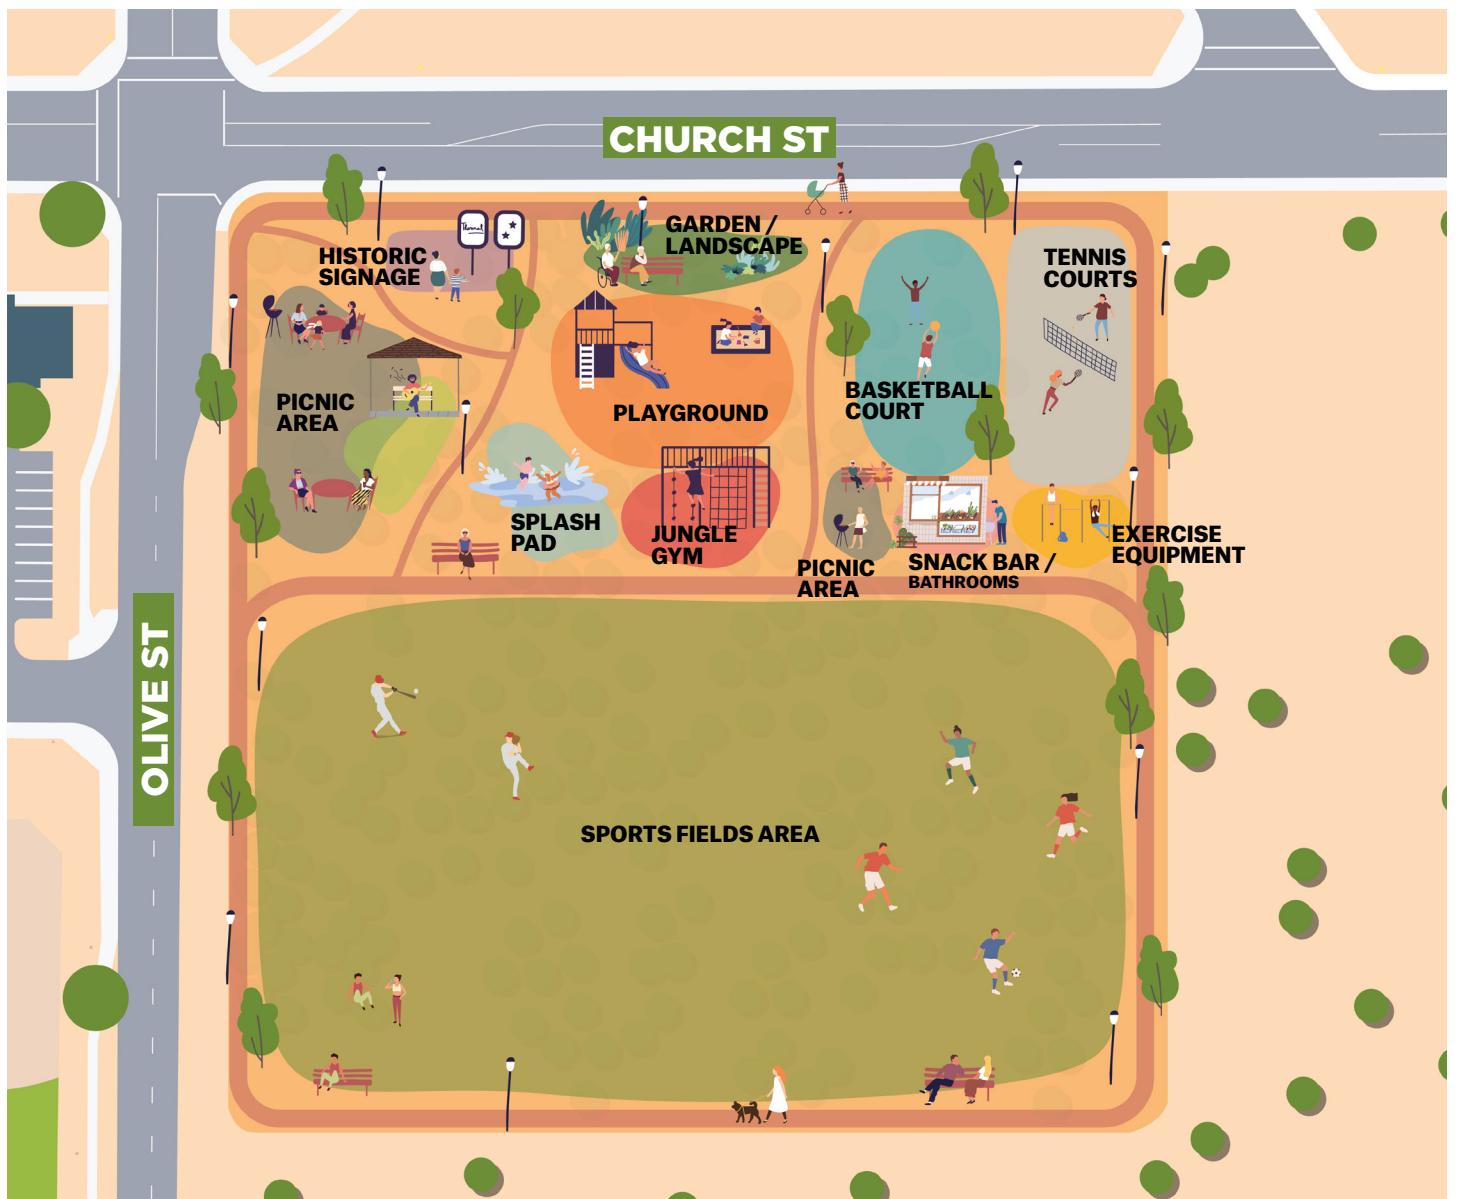 CHURCH ST
GARDEN /
LANDSCAPE
HISTORIC
SIGNAGE
Thermal
TENNIS
COURTS
PICNIC
AREA
PLAYGROUND
BASKETBALL
COURT
SPLASH
PAD
JUNGLE
GYM
PICNIC
AREA
SNACK BAR /
BATHROOMS
EXERCISE
EQUIPMENT
OLIVE ST
SPORTS FIELDS AREA